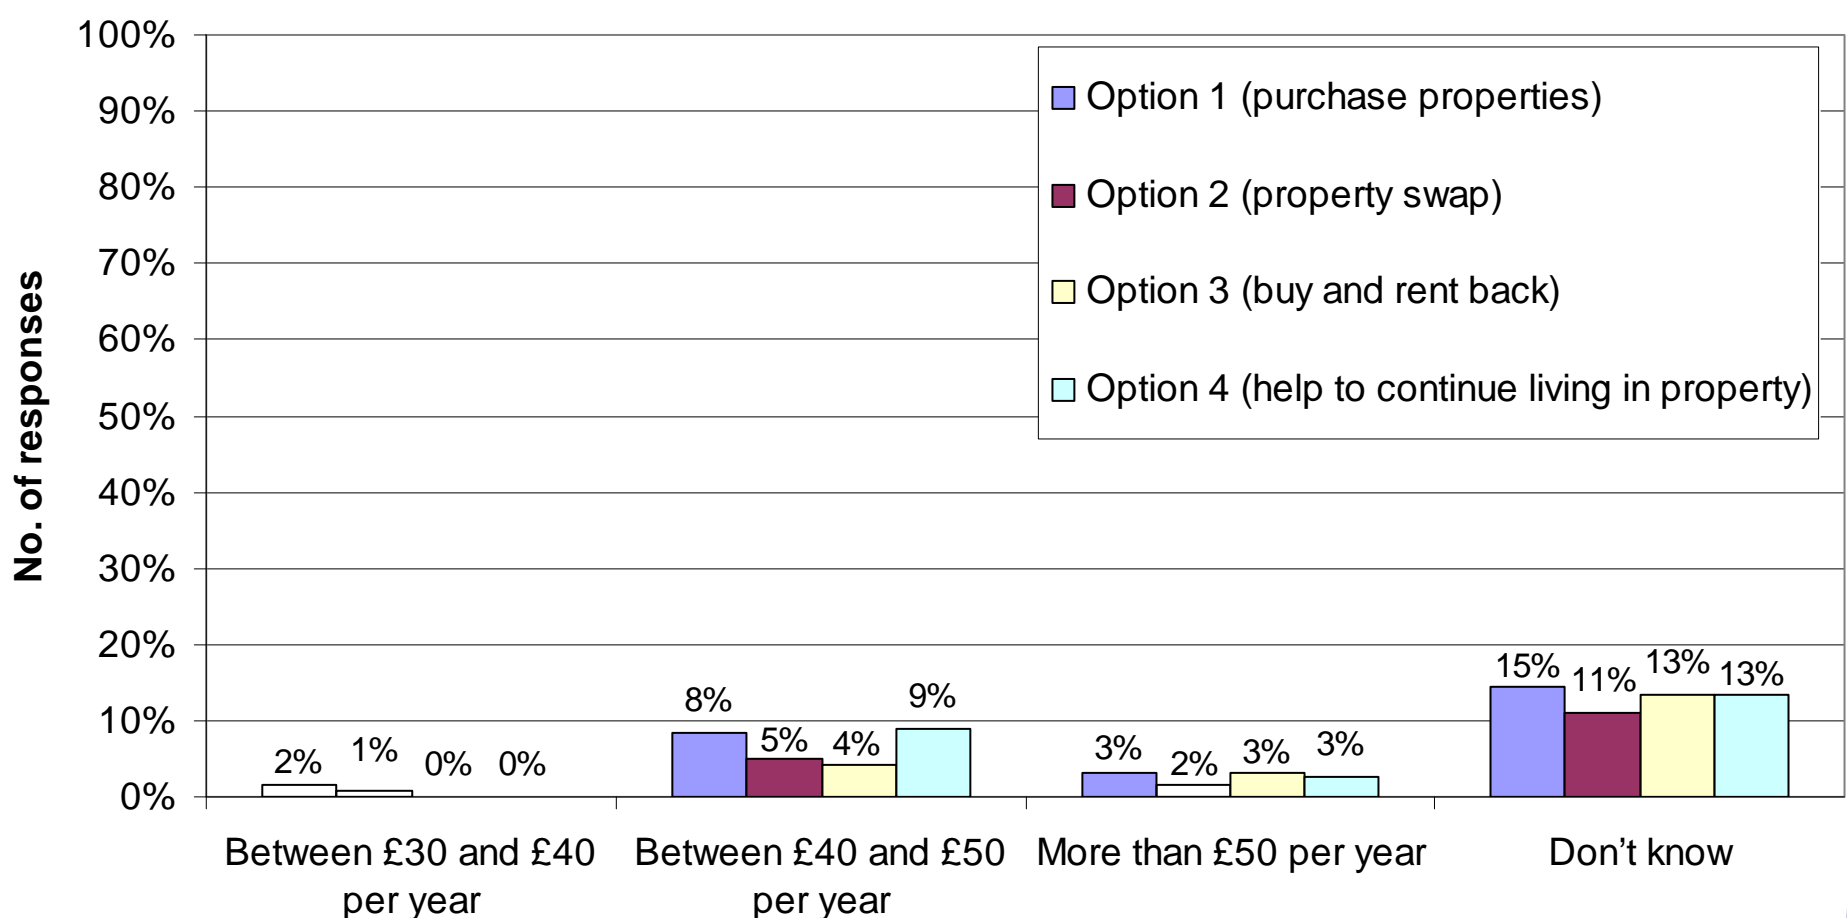 100%
90%
80%
70%
60%
50%
40%
30%
20%
10%
0%
No. of responses
Option 1 (purchase properties)
Option 2 (property swap)
Option 3 (buy and rent back)
Option 4 (help to continue living in property)
2% 1% 0% 0%
8% 5% 4% 9%
3% 2% 3% 3%
15% 11% 13% 13%
Between £30 and £40
per year
Between £40 and £50
per year
More than £50 per year
Don’t know